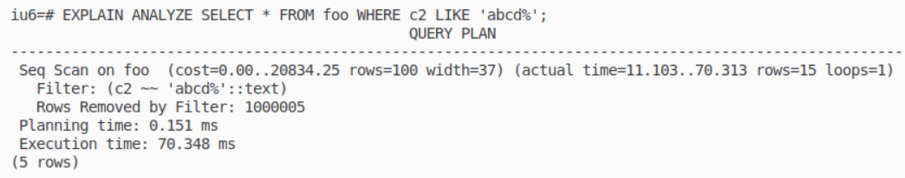 iu6=# EXPLAIN ANALYZE SELECT * FROM foo WHERE c2 LIKE 'abcd%';
QUERY PLAN
--------------------------------------------------------------------------------------------------------
Seq Scan on foo  (cost=0.00..20834.25 rows=100 width=37) (actual time=11.103..70.313 rows=15 loops=1)
Filter: (c2 ~~ 'abcd%'::text)
Rows Removed by Filter: 1000005
Planning time: 0.151 ms
Execution time: 70.348 ms
(5 rows)